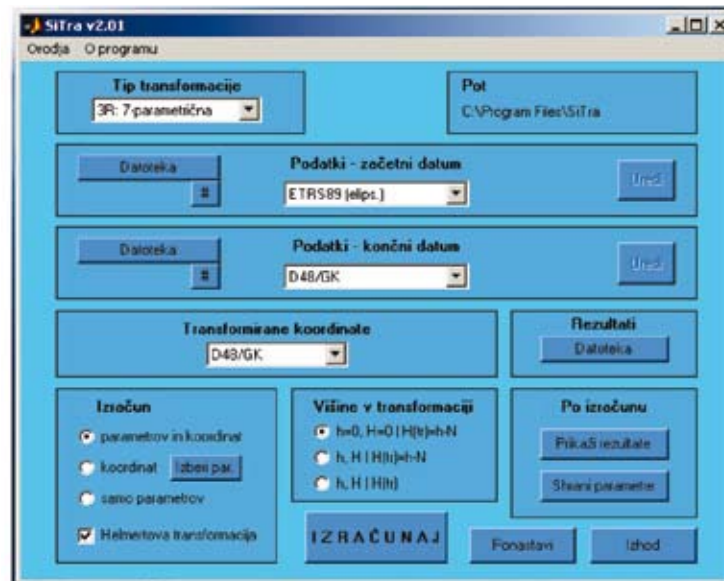 SiTra v2.01
Orodja O programu
Tip transformacije
3R: 7-parametrična
Pot
C:\Program Files\SiTra
Podatki - začetni datum
Datoteka
#
ETRS89 (elips.)
Uredi
Podatki - končni datum
Datoteka
#
D48/GK
Uredi
Transformirane koordinate
D48/GK
Rezultati
Datoteka
Izračun
parametrov in koordinat
koordinat Izberi par.
samo parametrov
Helmertova transformacija
Višine v transformaciji
h=0, H=0 | H(tr)=h-N
h, H | H(tr)=h-N
h, H | H(tr)
Po izračunu
Prikaži rezultate
Shrani parametre
IZRAČUNAJ
Ponastavi
Izhod